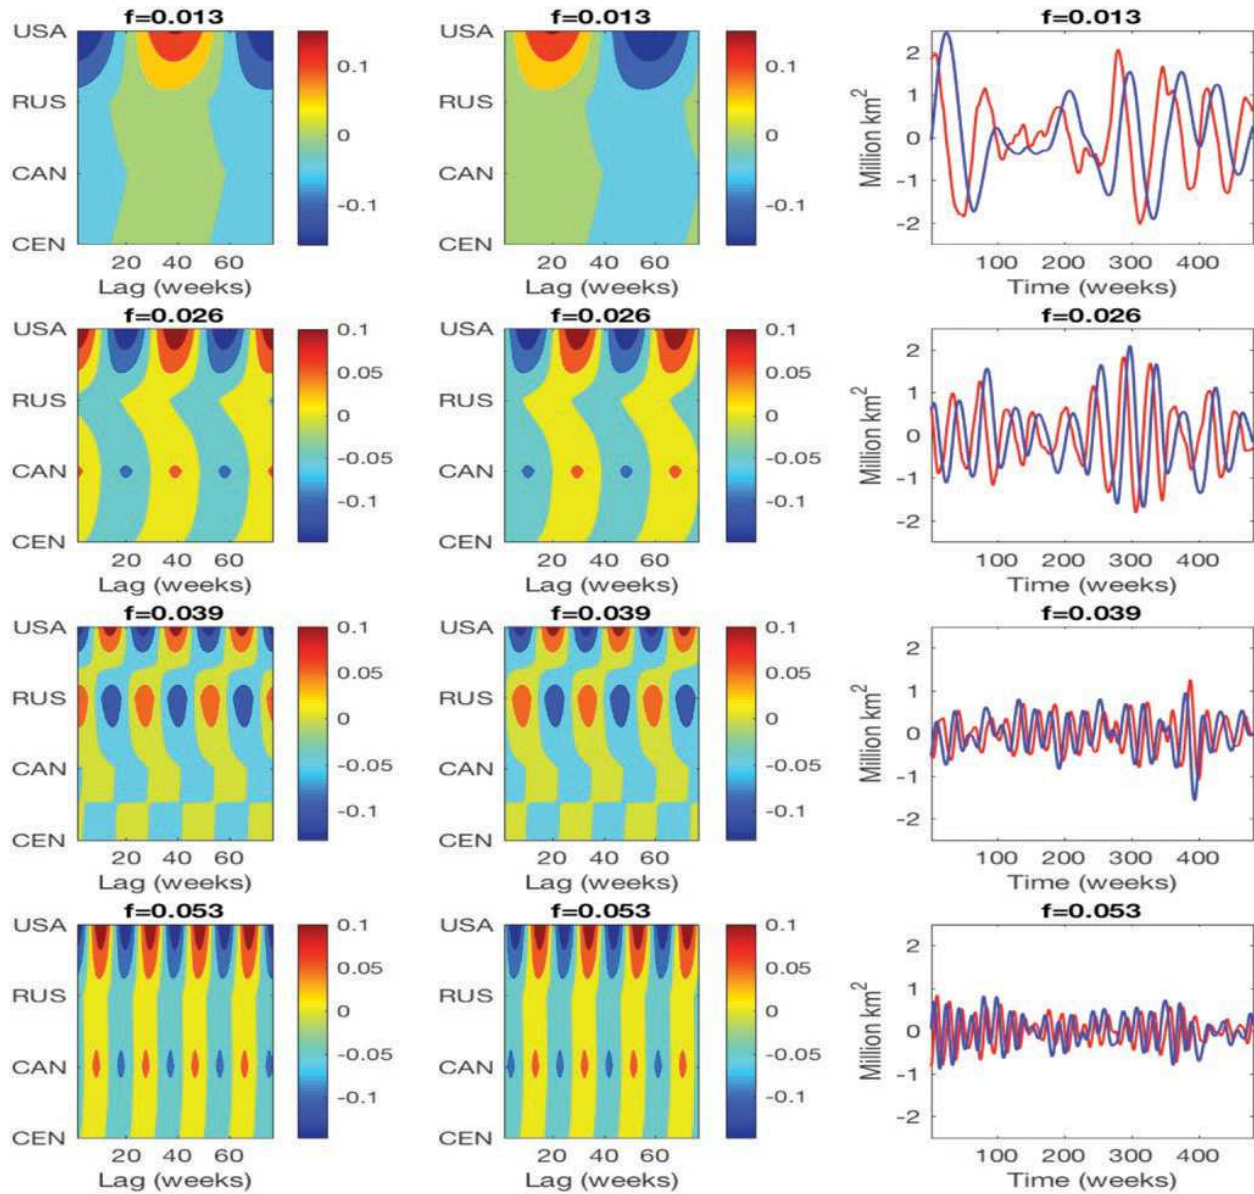 f=0.013 f=0.013 f=0.013
USA 0.1 USA 0.1 2
RUS RUS 1
0 0 Million km² 0
CAN CAN -1
-0.1 -0.1 -2
CEN CEN
20 40 60 20 40 60 100 200 300 400
Lag (weeks) Lag (weeks) Time (weeks)
f=0.026 f=0.026 f=0.026
USA 0.1 USA 0.1 2
0.05 0.05
RUS RUS 1
0 0 Million km² 0
-0.05 -0.05
CAN CAN -1
-0.1 -0.1 -2
CEN CEN
20 40 60 20 40 60 100 200 300 400
Lag (weeks) Lag (weeks) Time (weeks)
f=0.039 f=0.039 f=0.039
USA 0.1 USA 0.1 2
0.05 0.05
RUS RUS 1
0 0 Million km² 0
-0.05 -0.05
CAN CAN -1
-0.1 -0.1 -2
CEN CEN
20 40 60 20 40 60 100 200 300 400
Lag (weeks) Lag (weeks) Time (weeks)
f=0.053 f=0.053 f=0.053
USA 0.1 USA 0.1 2
0.05 0.05
RUS RUS 1
0 0 Million km² 0
-0.05 -0.05
CAN CAN -1
-0.1 -0.1 -2
CEN CEN
20 40 60 20 40 60 100 200 300 400
Lag (weeks) Lag (weeks) Time (weeks)